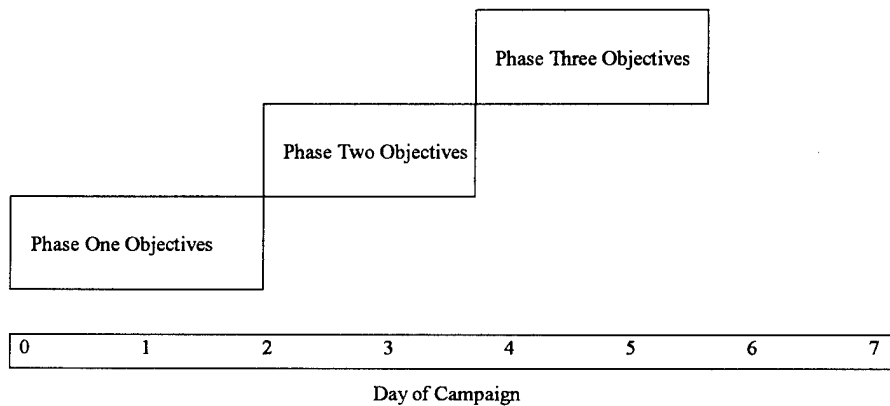 Phase Three Objectives
Phase Two Objectives
Phase One Objectives
0 1 2 3 4 5 6 7
Day of Campaign